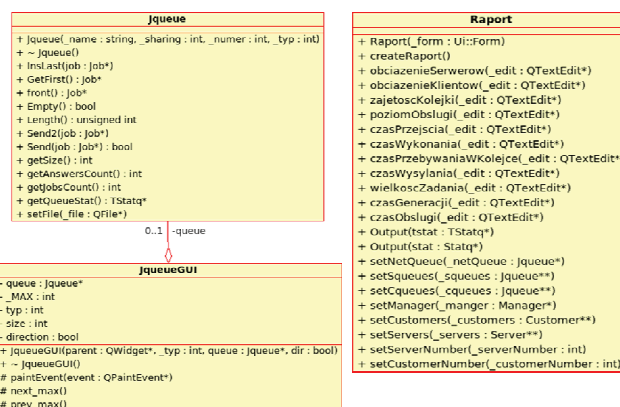 Jqueue
+ Jqueue(_name : string, _sharing : int, _numer : int, _typ : int)
+ ~ Jqueue()
+ InsLast(job : Job*)
+ GetFirst() : Job*
+ front() : Job*
+ Empty() : bool
+ Length() : unsigned int
+ Send2(job : Job*)
+ Send(job : Job*) : bool
+ getSize() : int
+ getAnswersCount() : int
+ getJobsCount() : int
+ getQueueStat() : TStatq*
+ setFile(_file : QFile*)
0..1 -queue
JqueueGUI
- queue : Jqueue*
- _MAX : int
- typ : int
- size : int
- direction : bool
+ JqueueGUI(parent : QWidget*, _typ : int, queue : Jqueue*, dir : bool)
+ ~ JqueueGUI()
# paintEvent(event : QPaintEvent*)
# next_max()
# prev_max()
Raport
+ Raport(_form : Ui::Form)
+ createRaport()
+ obciazenieSerwerow(_edit : QTextEdit*)
+ obciazenieKlientow(_edit : QTextEdit*)
+ zajetoscKolejki(_edit : QTextEdit*)
+ poziomObslugi(_edit : QTextEdit*)
+ czasPrzejscia(_edit : QTextEdit*)
+ czasWykonania(_edit : QTextEdit*)
+ czasPrzebywaniaWKolejce(_edit : QTextEdit*
+ czasWysylania(_edit : QTextEdit*)
+ wielkoscZadania(_edit : QTextEdit*)
+ czasGeneracji(_edit : QTextEdit*)
+ czasObslugi(_edit : QTextEdit*)
+ Output(tstat : TStatq*)
+ Output(stat : Statq*)
+ setNetQueue(_netQueue : Jqueue*)
+ setSqueues(_squeues : Jqueue**)
+ setCqueues(_cqueues : Jqueue**)
+ setManager(_manger : Manager*)
+ setCustomers(_customers : Customer**)
+ setServers(_servers : Server**)
+ setServerNumber(_serverNumber : int)
+ setCustomerNumber(_customerNumber : int)